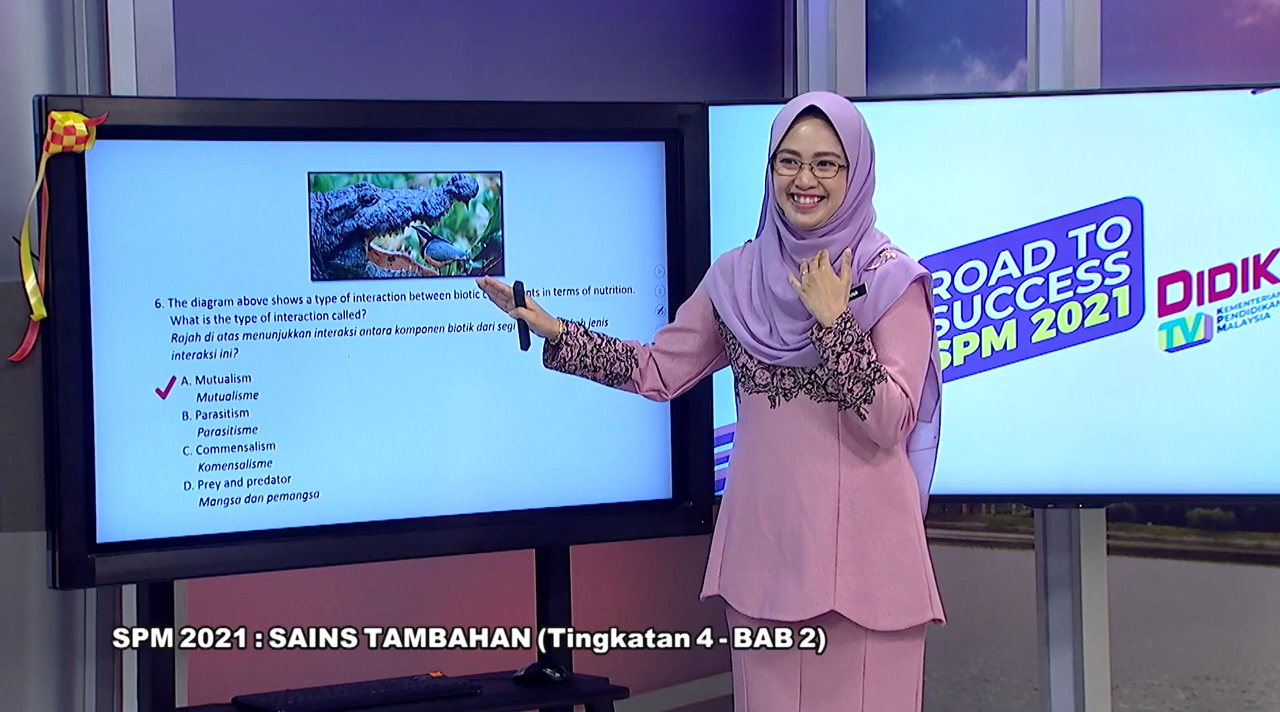 6. The diagram above shows a type of interaction between biotic in terms of nutrition.
What is the type of interaction called?
Rajah di atas menunjukkan interaksi antara komponen biotik dari segi jenis
interaksi ini?
A. Mutualism
Mutualisme
B. Parasitism
Parasitisme
C. Commensalism
Komensalisme
D. Prey and predator
Mangsa dan pemangsa
ROAD TO
SUCCESS
SPM 2021
DIDIK
TV
KEMENTERIAN
PENDIDIKAN
MALAYSIA
SPM 2021 : SAINS TAMBAHAN (Tingkatan 4 - BAB 2)